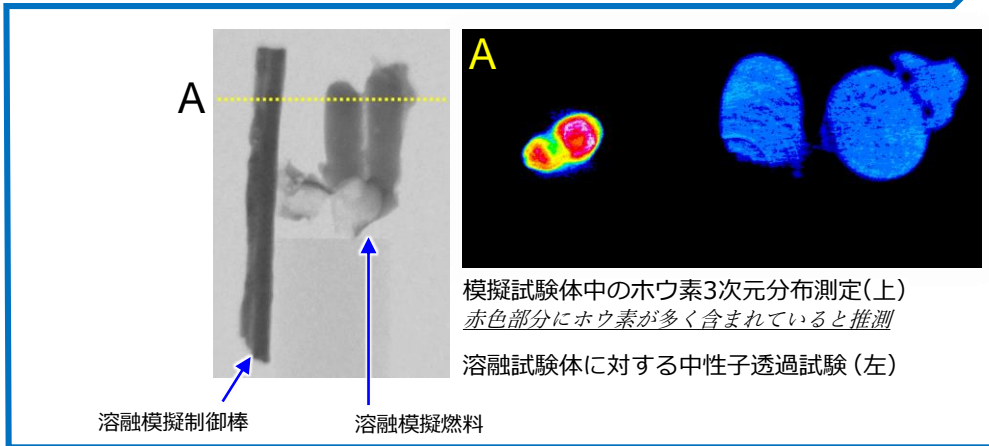 A
A
模擬試験体中のホウ素3次元分布測定(上)
赤色部分にホウ素が多く含まれていると推測
溶融試験体に対する中性子透過試験 (左)
溶融模擬制御棒
溶融模擬燃料